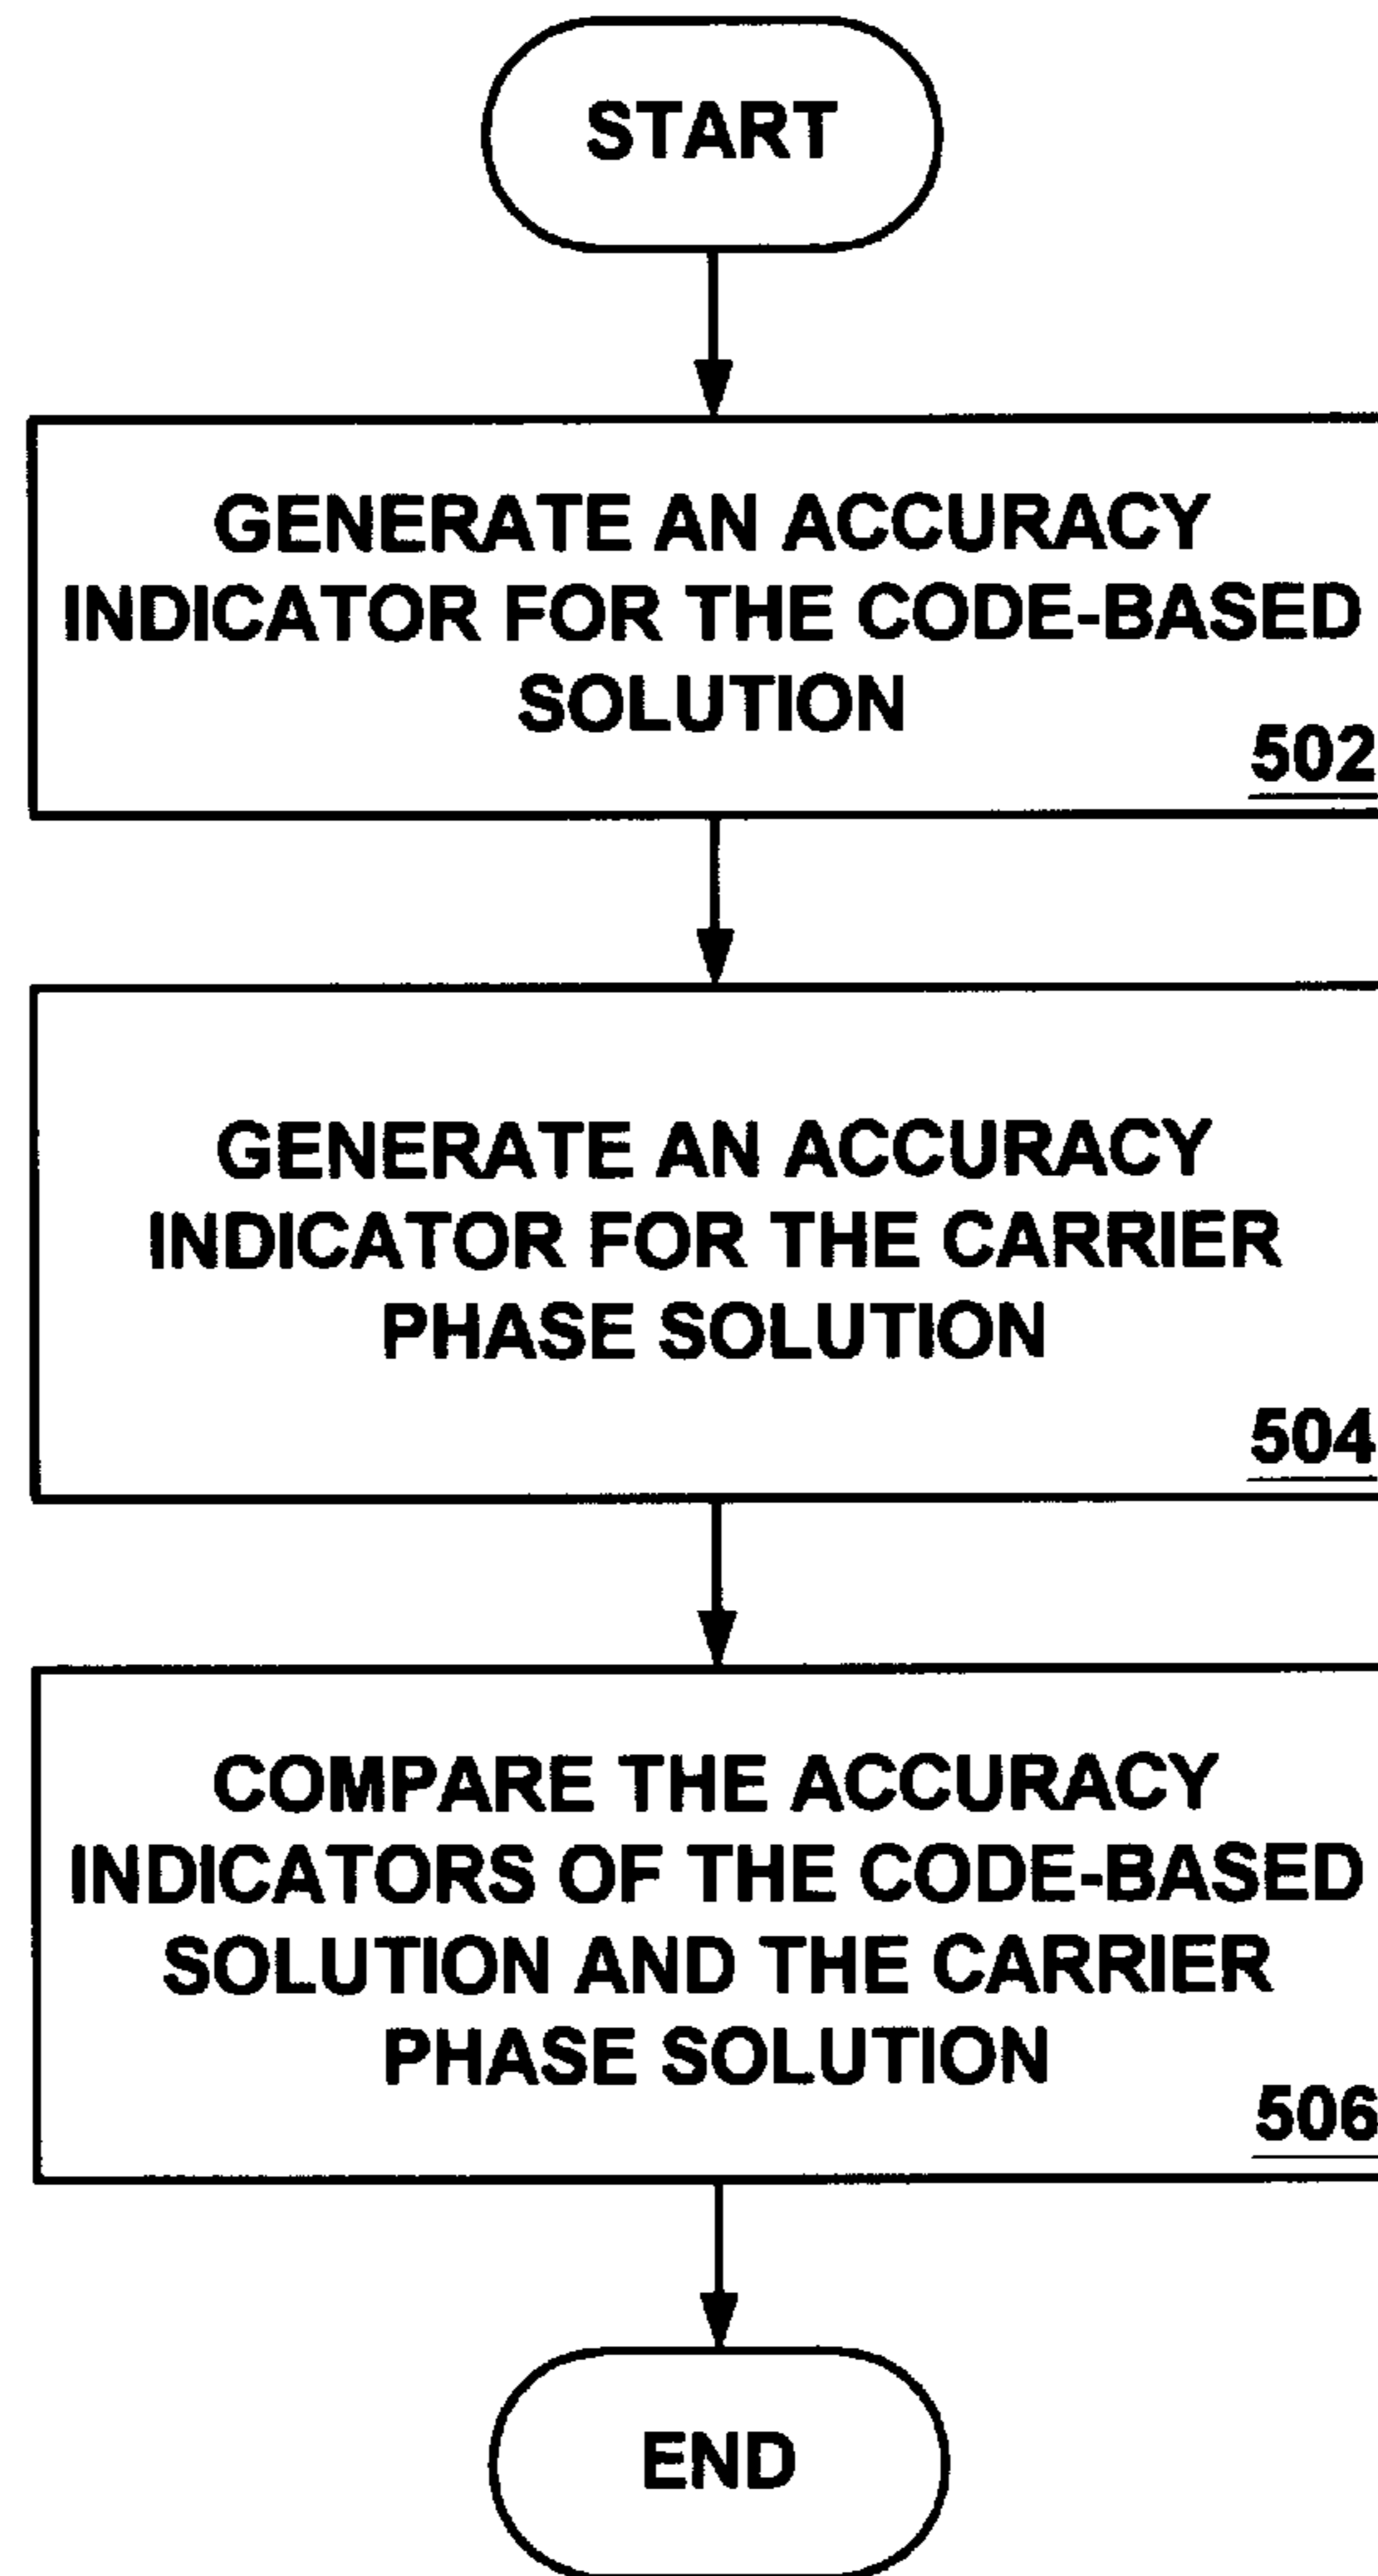 START
GENERATE AN ACCURACY
INDICATOR FOR THE CODE-BASED
SOLUTION
502
GENERATE AN ACCURACY
INDICATOR FOR THE CARRIER
PHASE SOLUTION
504
COMPARE THE ACCURACY
INDICATORS OF THE CODE-BASED
SOLUTION AND THE CARRIER
PHASE SOLUTION
506
END